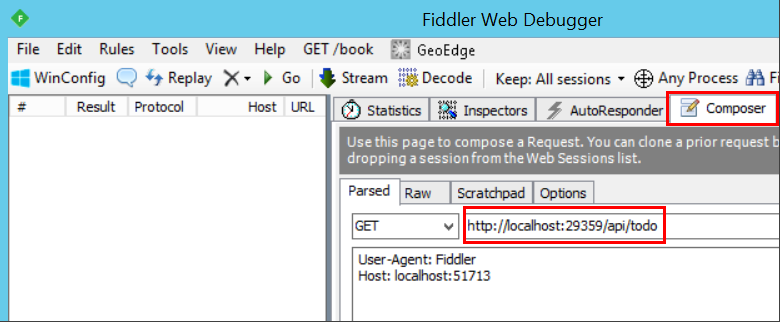 Fiddler Web Debugger
File Edit Rules Tools View Help GET /book GeoEdge
WinConfig Replay Go Stream Decode Keep: All sessions Any Process Fi
# Result Protocol Host URL
Statistics Inspectors AutoResponder Composer
Use this page to compose a Request. You can clone a prior request b
dropping a session from the Web Sessions list.
Parsed Raw Scratchpad Options
GET http://localhost:29359/api/todo
User-Agent: Fiddler
Host: localhost:51713